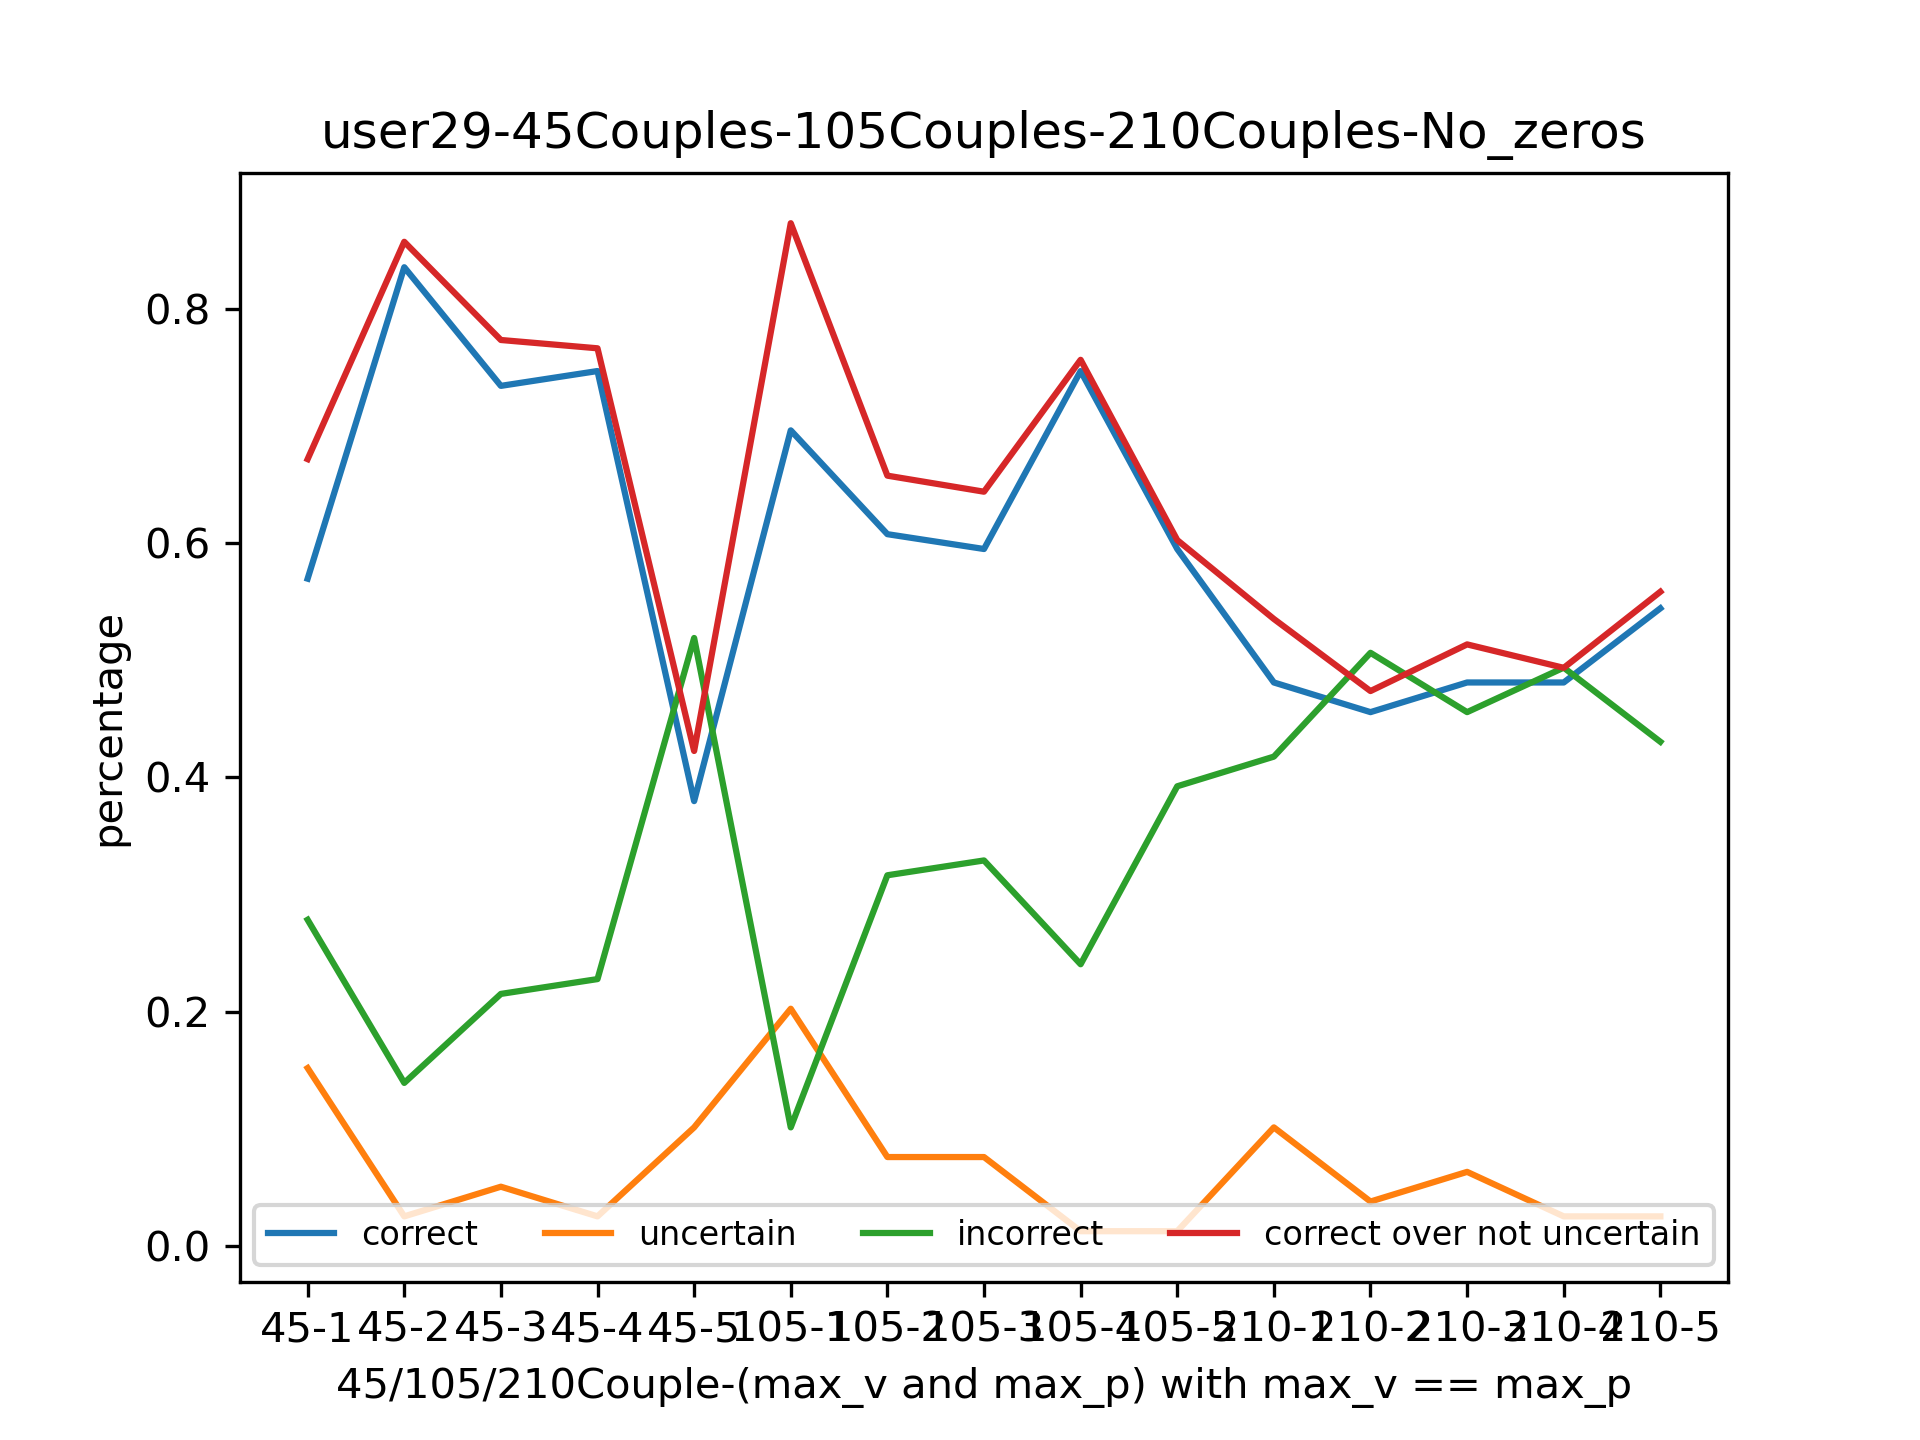 user29-45Couples-105Couples-210Couples-No_zeros
percentage
0.8
0.6
0.4
0.2
0.0
correct uncertain incorrect correct over not uncertain
45-1 45-2 45-3 45-4 45-5 105-1 105-2 105-3 105-4 105-5 210-1 210-2 210-3 210-4 210-5
45/105/210Couple-(max_v and max_p) with max_v == max_p